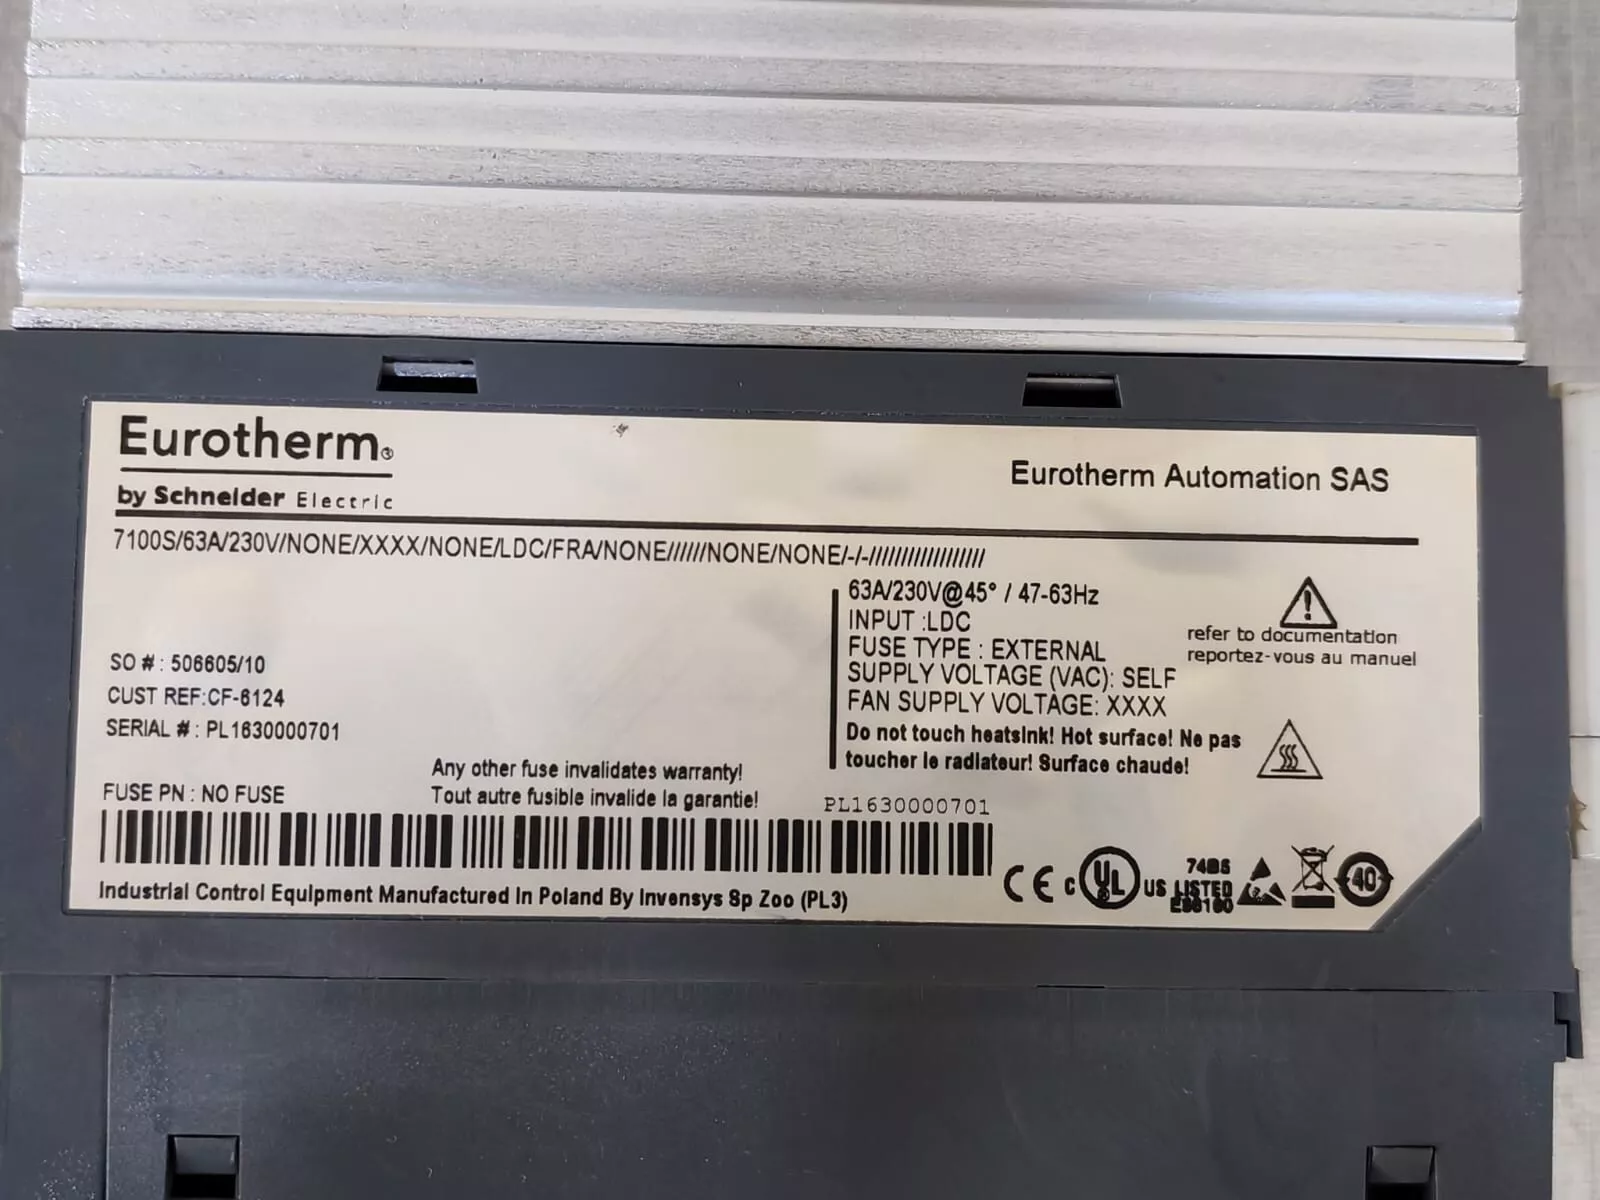 Eurotherm®
by Schneider Electric
Eurotherm Automation SAS
7100S/63A/230V/NONE/XXXX/NONE/LDC/FRA/NONE//////NONE/NONE/-/-//////////////////
63A/230V@45° / 47-63Hz
INPUT :LDC
FUSE TYPE : EXTERNAL
SUPPLY VOLTAGE (VAC): SELF
FAN SUPPLY VOLTAGE: XXXX
Do not touch heatsink! Hot surface! Ne pas
toucher le radiateur! Surface chaude!
refer to documentation
reportez-vous au manuel
SO # : 506605/10
CUST REF:CF-6124
SERIAL # : PL1630000701
Any other fuse invalidates warranty!
Tout autre fusible invalide la garantie!
FUSE PN : NO FUSE
PL1630000701
Industrial Control Equipment Manufactured In Poland By Invensys Sp Zoo (PL3)
CE
c UL ® US LISTED
40